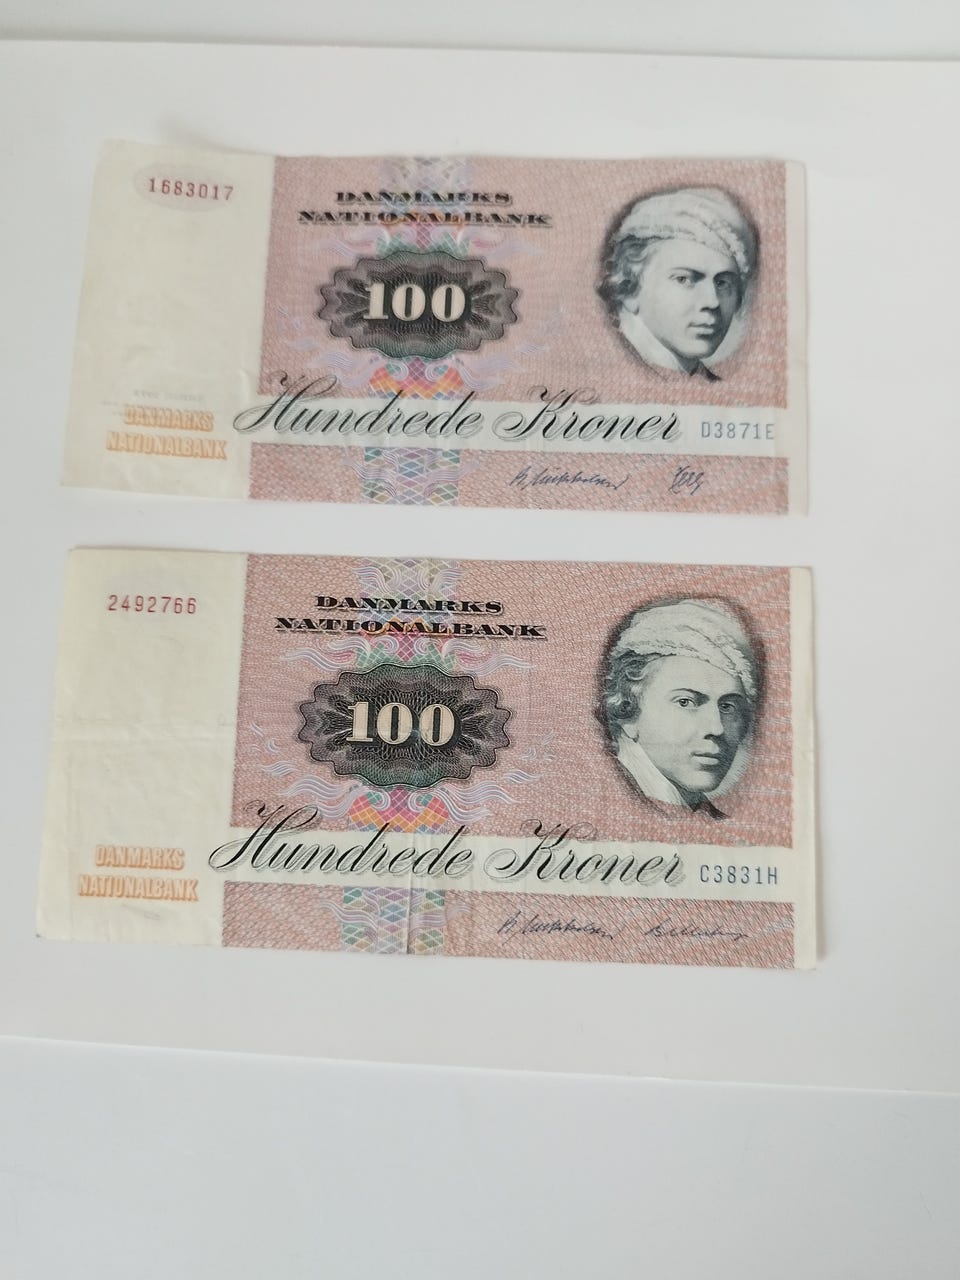 1683017
DANMARKS
NATIONALBANK
100
Hundrede Kroner
D3871E
DANMARKS
NATIONALBANK
2492766
DANMARKS
NATIONALBANK
100
Hundrede Kroner
C3831H
DANMARKS
NATIONALBANK